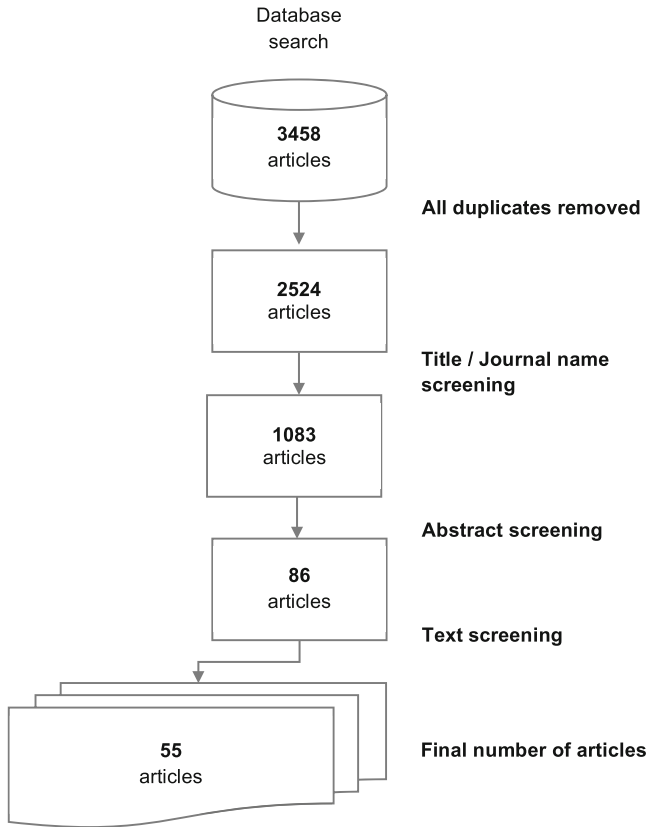 Database
search
3458
articles
All duplicates removed
2524
articles
Title / Journal name
screening
1083
articles
Abstract screening
86
articles
Text screening
55
articles
Final number of articles